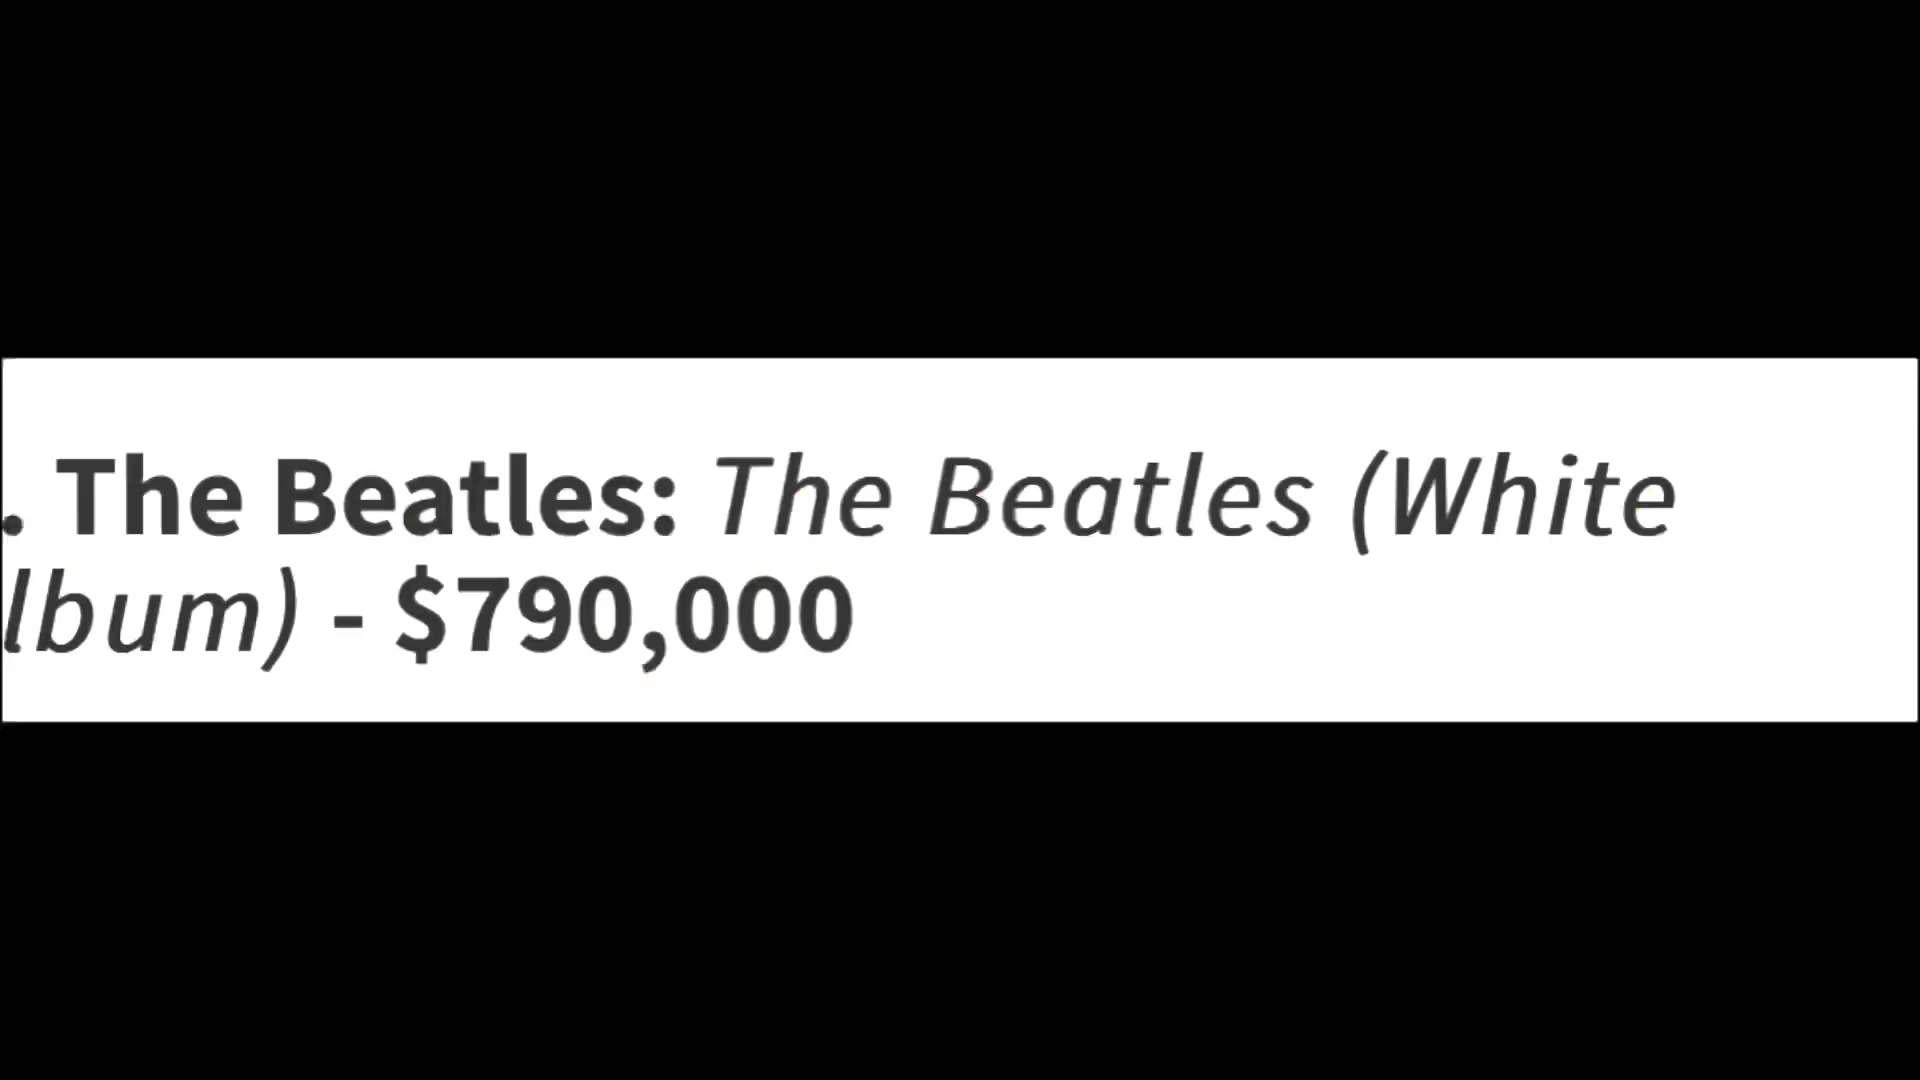 . The Beatles: The Beatles (White
lbum) - $790,000